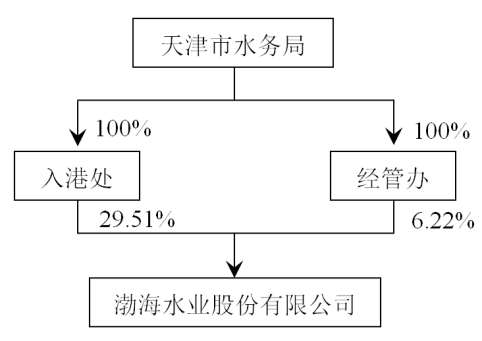 天津市水务局
100%
100%
入港处
经管办
29.51%
6.22%
渤海水业股份有限公司